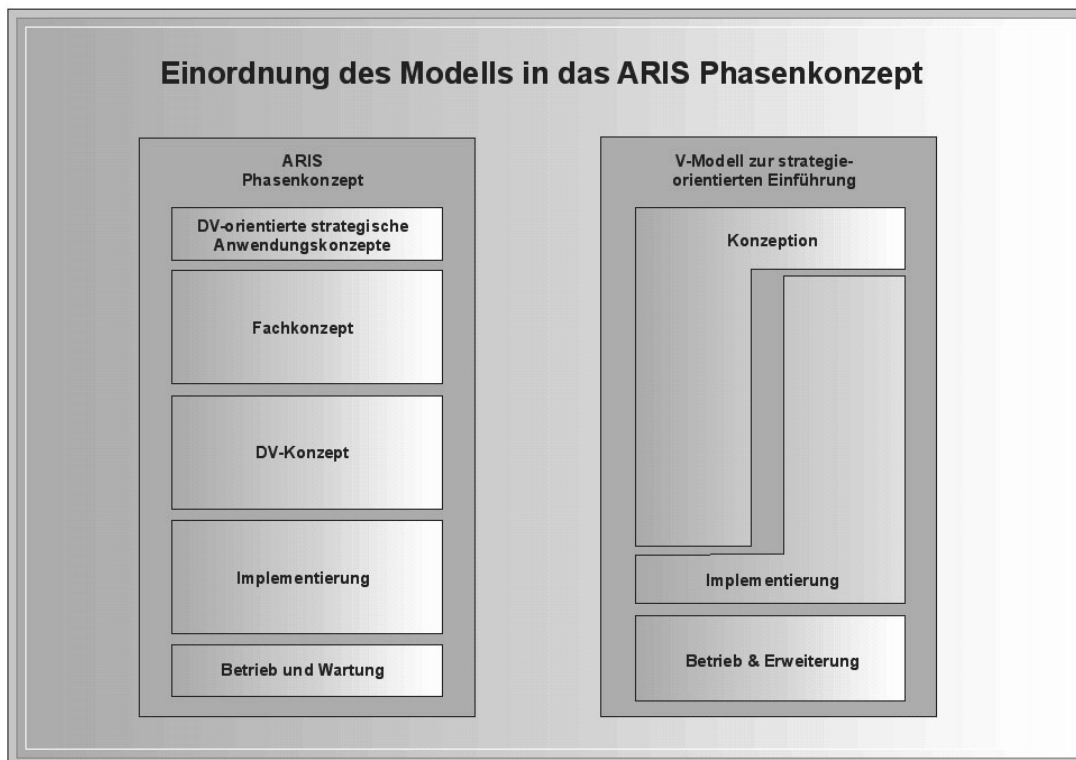 Einordnung des Modells in das ARIS Phasenkonzept
ARIS
Phasenkonzept
DV-orientierte strategische
Anwendungskonzepte
Fachkonzept
DV-Konzept
Implementierung
Betrieb und Wartung
V-Modell zur strategie-
orientierten Einführung
Konzeption
Implementierung
Betrieb & Erweiterung